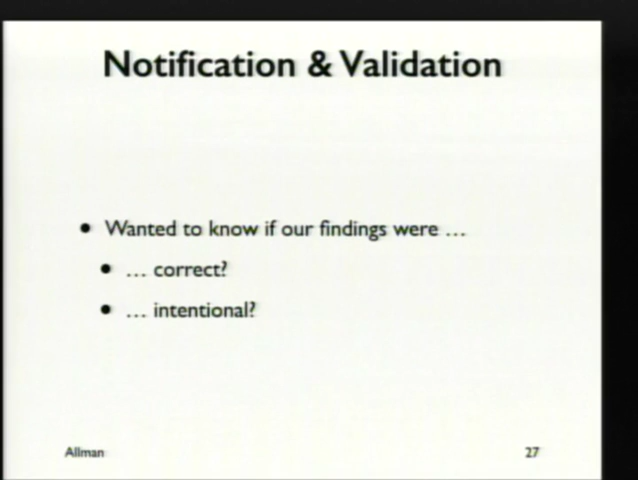 Notification & Validation
• Wanted to know if our findings were …
• … correct?
• … intentional?
Allman 27